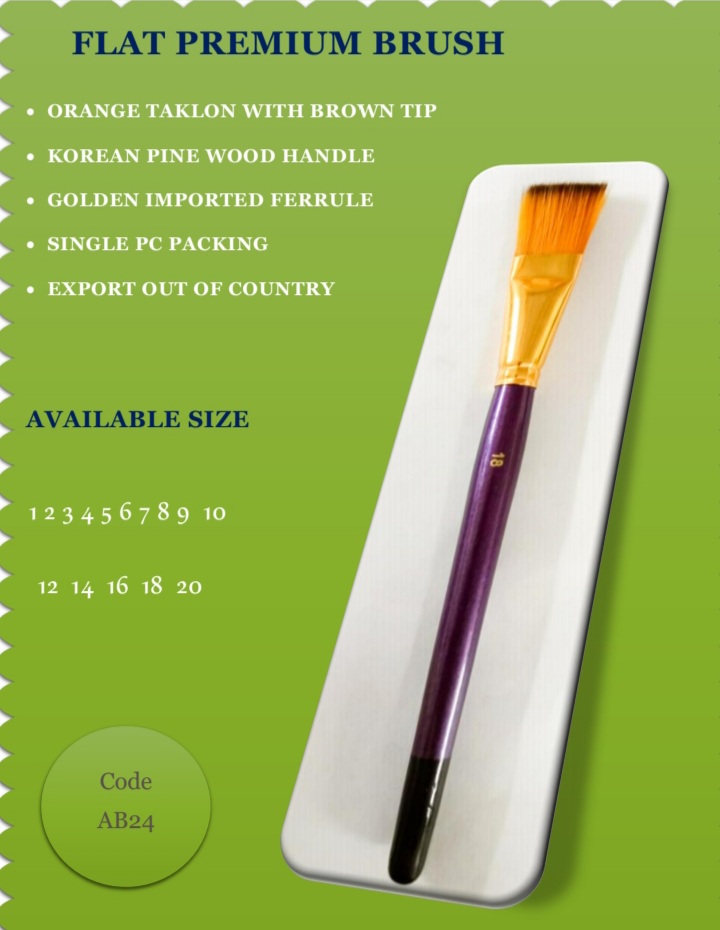 FLAT PREMIUM BRUSH
• ORANGE TAKLON WITH BROWN TIP
• KOREAN PINE WOOD HANDLE
• GOLDEN IMPORTED FERRULE
• SINGLE PC PACKING
• EXPORT OUT OF COUNTRY
AVAILABLE SIZE
1 2 3 4 5 6 7 8 9 10
12 14 16 18 20
18
Code
AB24